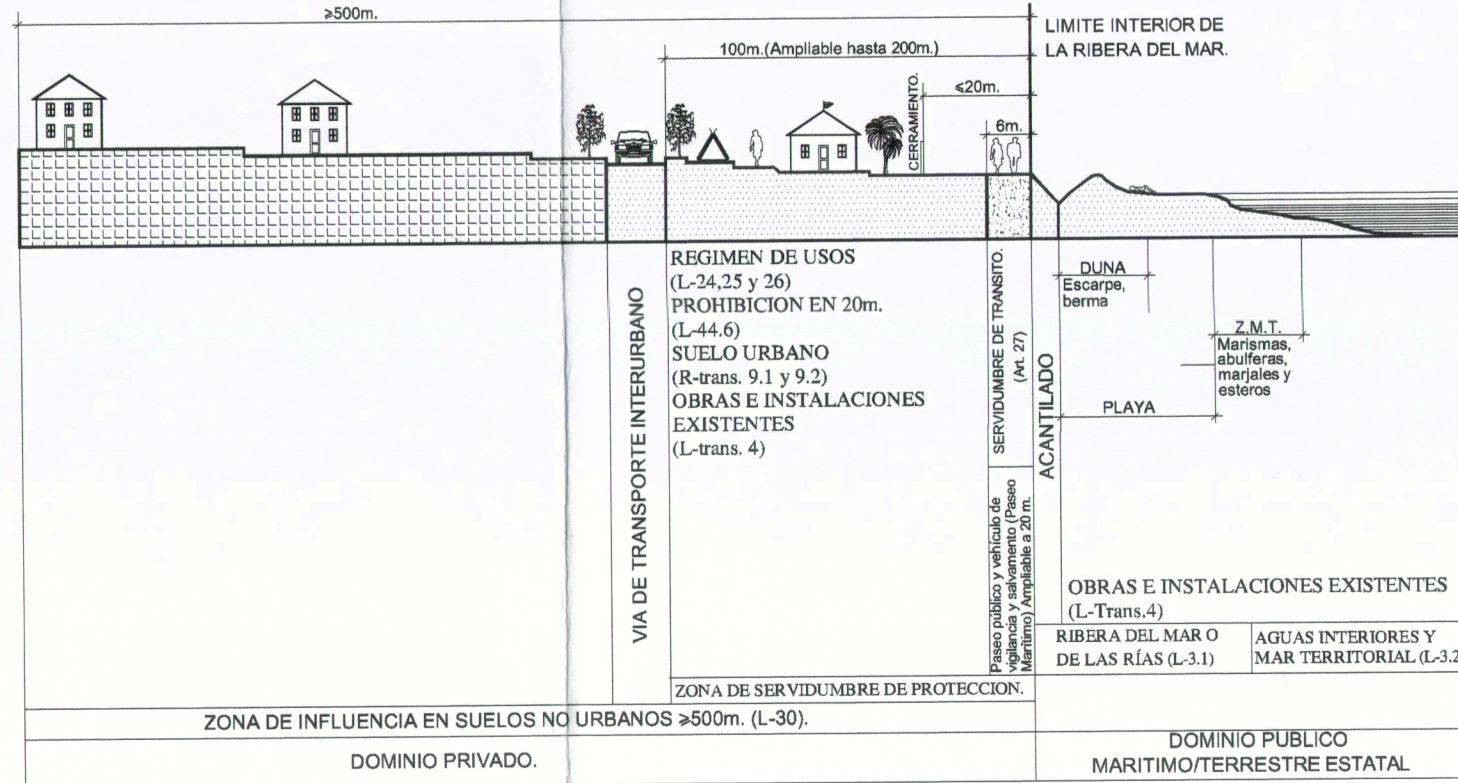 ≥500m.
LIMITE INTERIOR DE
LA RIBERA DEL MAR.
100m.(Ampliable hasta 200m.)
CERRAMIENTO.
≤20m.
6m.
VIA DE TRANSPORTE INTERURBANO
REGIMEN DE USOS
(L-24,25 y 26)
PROHIBICION EN 20m.
(L-44.6)
SUELO URBANO
(R-trans. 9.1 y 9.2)
OBRAS E INSTALACIONES
EXISTENTES
(L-trans. 4)
SERVIDUMBRE DE TRANSITO.
(Art. 27)
Paseo público y vehículo de
vigilancia y salvamento (Paseo
Marítimo) Ampliable a 20 m.
ACANTILADO
DUNA
Escarpe,
berma
Z.M.T.
Marismas,
abulferas,
marjales y
esteros
PLAYA
OBRAS E INSTALACIONES EXISTENTES
(L-Trans.4)
RIBERA DEL MAR O
DE LAS RÍAS (L-3.1)
AGUAS INTERIORES Y
MAR TERRITORIAL (L-3.2
ZONA DE SERVIDUMBRE DE PROTECCION.
ZONA DE INFLUENCIA EN SUELOS NO URBANOS ≥500m. (L-30).
DOMINIO PRIVADO.
DOMINIO PUBLICO
MARITIMO/TERRESTRE ESTATAL